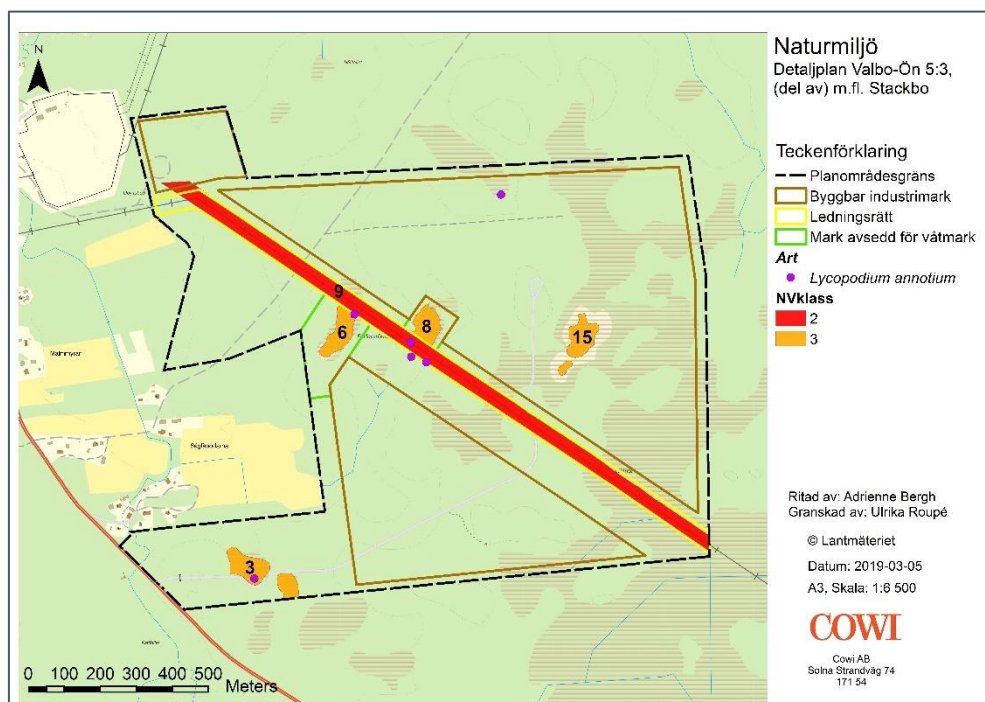 Naturmiljö
Detaljplan Valbo-Ön 5:3,
(del av) m.fl. Stackbo
Teckenförklaring
Planområdesgräns
Byggbar industrimark
Ledningsrätt
Mark avsedd för våtmark
Art
Lycopodium annotium
NVklass
2
3
N
9
6
8
15
3
0 100 200 300 400 500
Meters
Ritad av: Adrienne Bergh
Granskad av: Ulrika Roupé
© Lantmäteriet
Datum: 2019-03-05
A3, Skala: 1:6 500
COWI
Cowi AB
Solna Strandväg 74
171 54